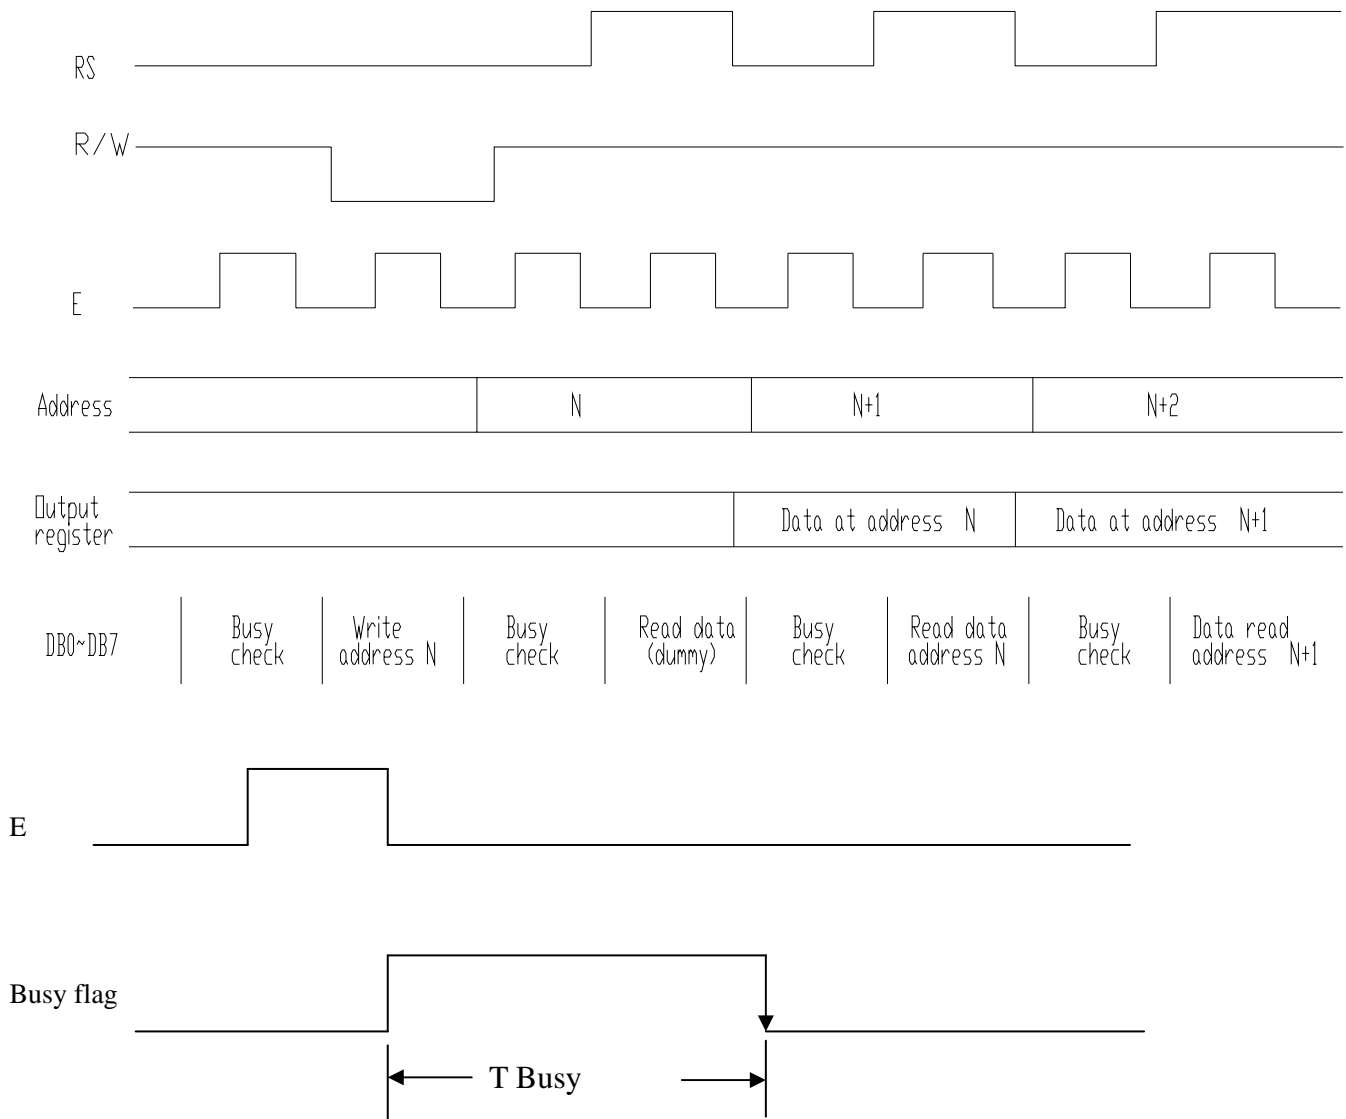 RS
R/W
E
Address
N
N+1
N+2
Output
register
Data at address N
Data at address N+1
DB0~DB7
Busy
check
Write
address N
Busy
check
Read data
(dummy)
Busy
check
Read data
address N
Busy
check
Data read
address N+1
E
Busy flag
T Busy